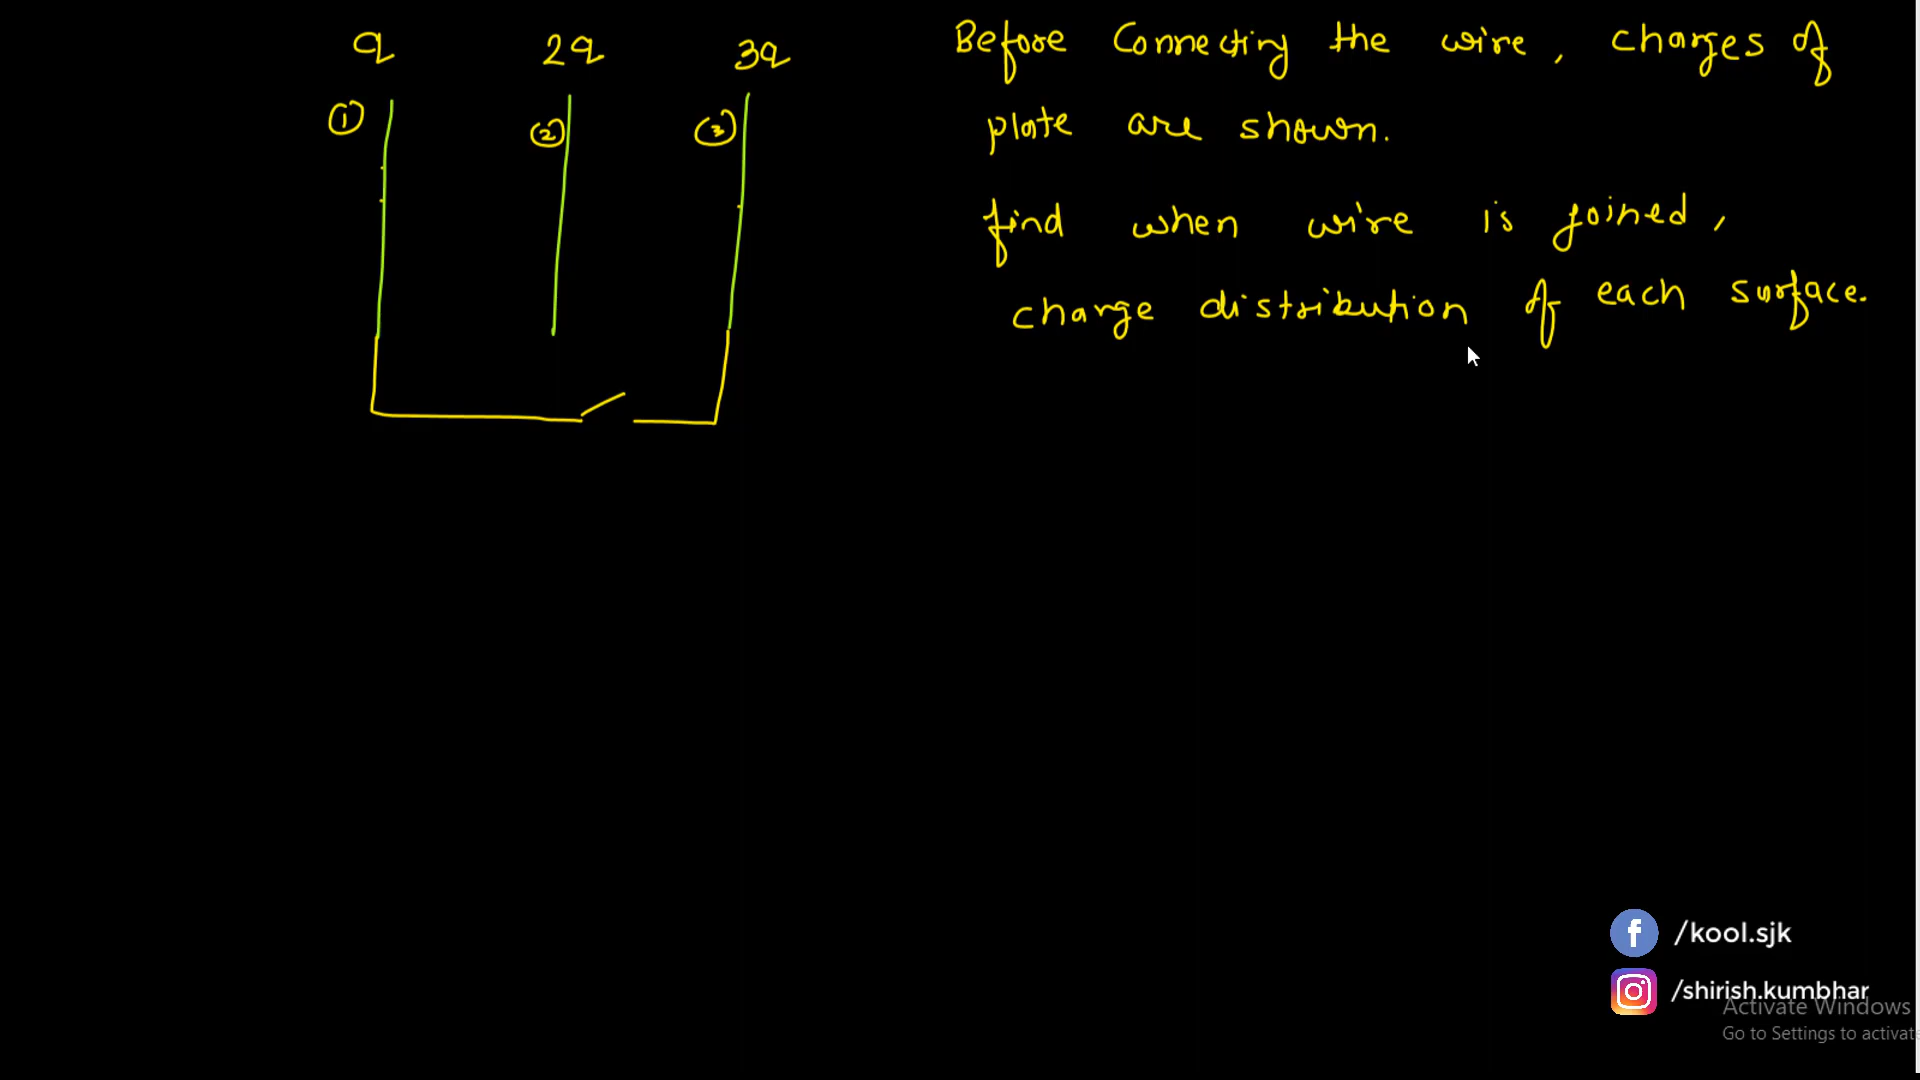 q 2q 3q
① ② ③
Before Connecting the wire, charges of
plate are shown.
find when wire is joined,
charge distribution of each surface.
/kool.sjk
/shirish.kumbhar
Activate Windows
Go to Settings to activat